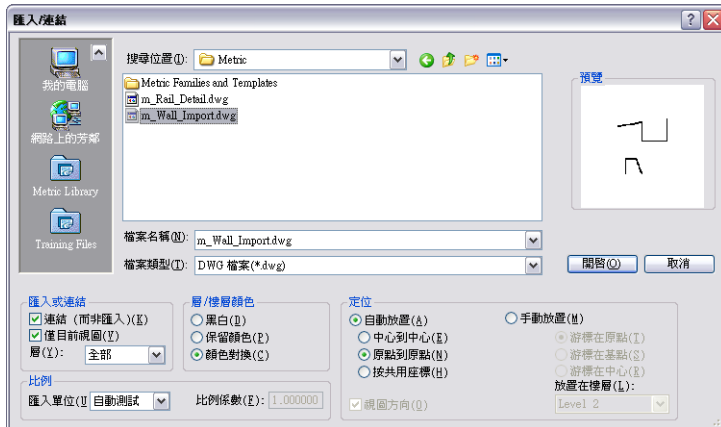 匯入/連結
搜尋位置(I): Metric
我的電腦
網路上的芳鄰
Metric Library
Training Files
Metric Families and Templates
m_Rail_Detail.dwg
m_Wall_Import.dwg
預覽
檔案名稱(N): m_Wall_Import.dwg
檔案類型(T): DWG 檔案(*.dwg)
開啓(O) 取消
匯入或連結
連結 (而非匯入)(K)
僅目前視圖(V)
層(Y): 全部
層/樓層顏色
黑白(D)
保留顏色(P)
顏色對換(C)
定位
自動放置(A)
中心到中心(E)
原點到原點(N)
按共用座標(H)
視圖方向(O)
手動放置(M)
游標在原點(T)
游標在基點(S)
游標在中心(R)
放置在樓層(L):
Level 2
比例
匯入單位(U 自動測試
比例係數(F): 1.000000